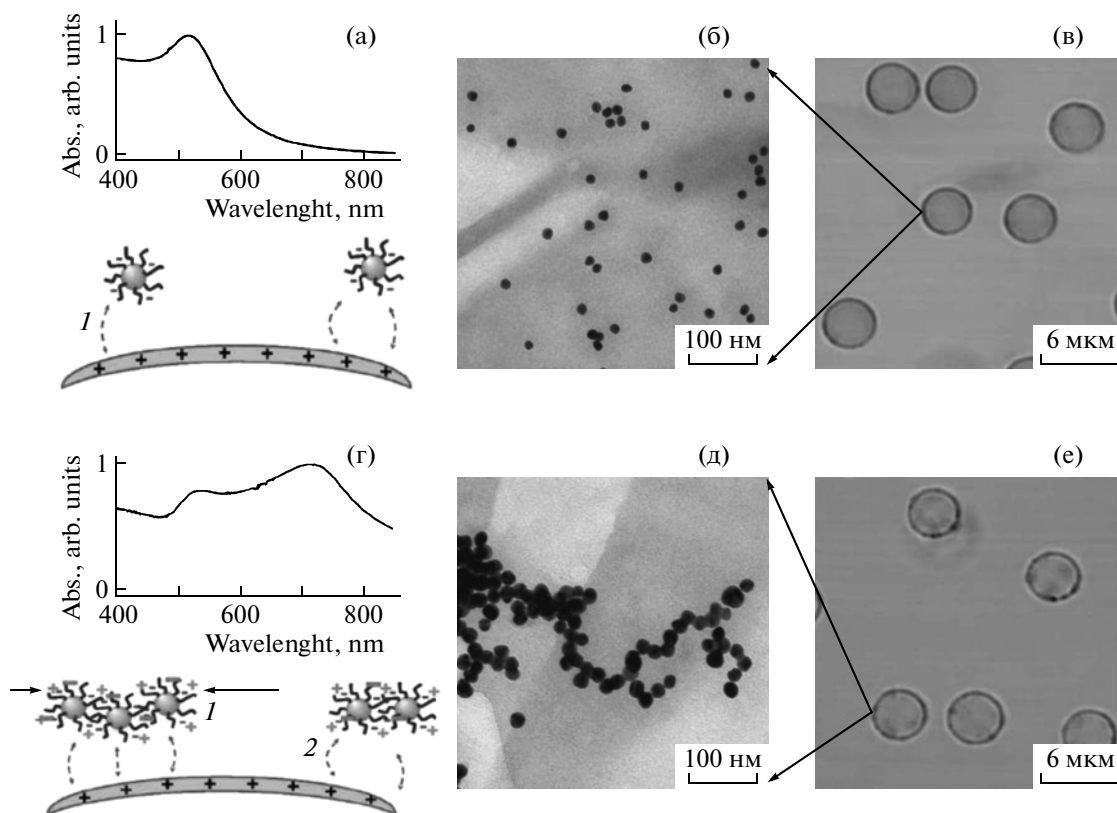 (а)
Abs., arb. units
1
0
400
600
800
Wavelenght, nm
1
+ + + + + + + +
(б)
100 нм
(в)
6 мкм
(г)
Abs., arb. units
1
0
400
600
800
Wavelenght, nm
1
2
+ + + + + + + +
(д)
100 нм
(е)
6 мкм